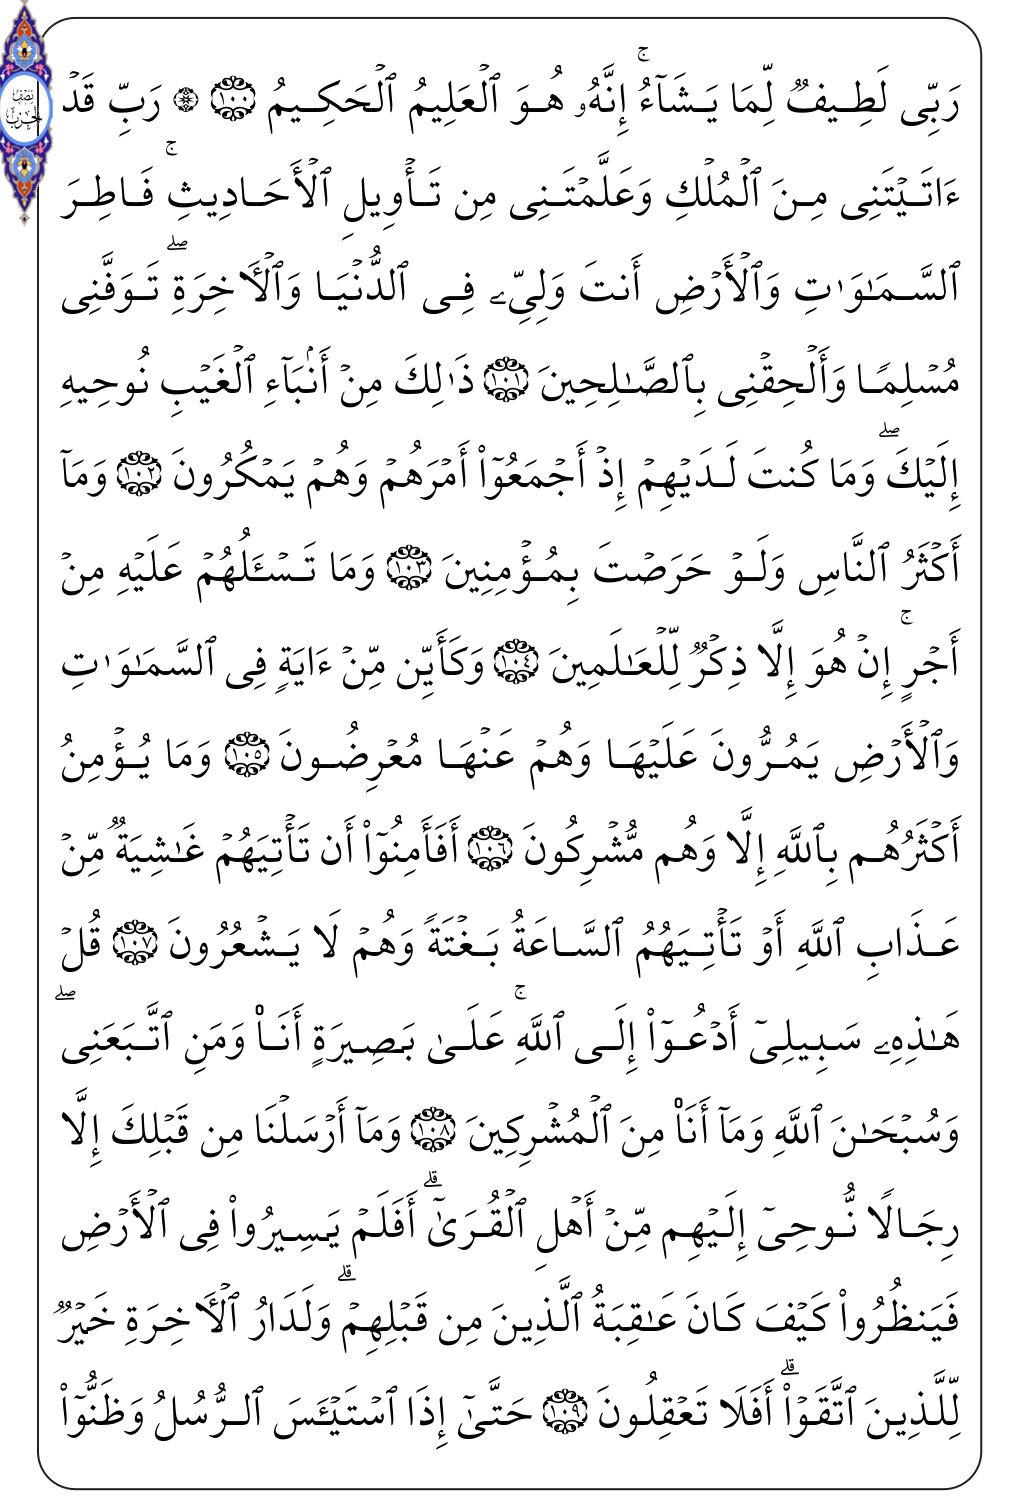 رَبِّى لَطِيفٌ لِّمَا يَشَآءُ ۚ إِنَّهُۥ هُوَ ٱلْعَلِيمُ ٱلْحَكِيمُ ١٠٠ ۞ رَبِّ قَدْ
نصف الحزب
ءَاتَيْتَنِى مِنَ ٱلْمُلْكِ وَعَلَّمْتَنِى مِن تَأْوِيلِ ٱلْأَحَادِيثِ ۚ فَاطِرَ
ٱلسَّمَـٰوَٰتِ وَٱلْأَرْضِ أَنتَ وَلِىِّۦ فِى ٱلدُّنْيَا وَٱلْـَٔاخِرَةِ ۖ تَوَفَّنِى
مُسْلِمًا وَأَلْحِقْنِى بِٱلصَّـٰلِحِينَ ١٠١ ذَٰلِكَ مِنْ أَنۢبَآءِ ٱلْغَيْبِ نُوحِيهِ
إِلَيْكَ ۖ وَمَا كُنتَ لَدَيْهِمْ إِذْ أَجْمَعُوٓا۟ أَمْرَهُمْ وَهُمْ يَمْكُرُونَ ١٠٢ وَمَآ
أَكْثَرُ ٱلنَّاسِ وَلَوْ حَرَصْتَ بِمُؤْمِنِينَ ١٠٣ وَمَا تَسْـَٔلُهُمْ عَلَيْهِ مِنْ
أَجْرٍ ۚ إِنْ هُوَ إِلَّا ذِكْرٌ لِّلْعَـٰلَمِينَ ١٠٤ وَكَأَيِّن مِّنْ ءَايَةٍ فِى ٱلسَّمَـٰوَٰتِ
وَٱلْأَرْضِ يَمُرُّونَ عَلَيْهَا وَهُمْ عَنْهَا مُعْرِضُونَ ١٠٥ وَمَا يُؤْمِنُ
أَكْثَرُهُم بِٱللَّهِ إِلَّا وَهُم مُّشْرِكُونَ ١٠٦ أَفَأَمِنُوٓا۟ أَن تَأْتِيَهُمْ غَـٰشِيَةٌ مِّنْ
عَذَابِ ٱللَّهِ أَوْ تَأْتِيَهُمُ ٱلسَّاعَةُ بَغْتَةً وَهُمْ لَا يَشْعُرُونَ ١٠٧ قُلْ
هَـٰذِهِۦ سَبِيلِىٓ أَدْعُوٓا۟ إِلَى ٱللَّهِ ۚ عَلَىٰ بَصِيرَةٍ أَنَا۠ وَمَنِ ٱتَّبَعَنِى ۖ
وَسُبْحَـٰنَ ٱللَّهِ وَمَآ أَنَا۠ مِنَ ٱلْمُشْرِكِينَ ١٠٨ وَمَآ أَرْسَلْنَا مِن قَبْلِكَ إِلَّا
رِجَالًا نُّوحِىٓ إِلَيْهِم مِّنْ أَهْلِ ٱلْقُرَىٰٓ ۗ أَفَلَمْ يَسِيرُوا۟ فِى ٱلْأَرْضِ
فَيَنظُرُوا۟ كَيْفَ كَانَ عَـٰقِبَةُ ٱلَّذِينَ مِن قَبْلِهِمْ ۗ وَلَدَارُ ٱلْـَٔاخِرَةِ خَيْرٌ
لِّلَّذِينَ ٱتَّقَوْا۟ ۗ أَفَلَا تَعْقِلُونَ ١٠٩ حَتَّىٰٓ إِذَا ٱسْتَيْـَٔسَ ٱلرُّسُلُ وَظَنُّوٓا۟